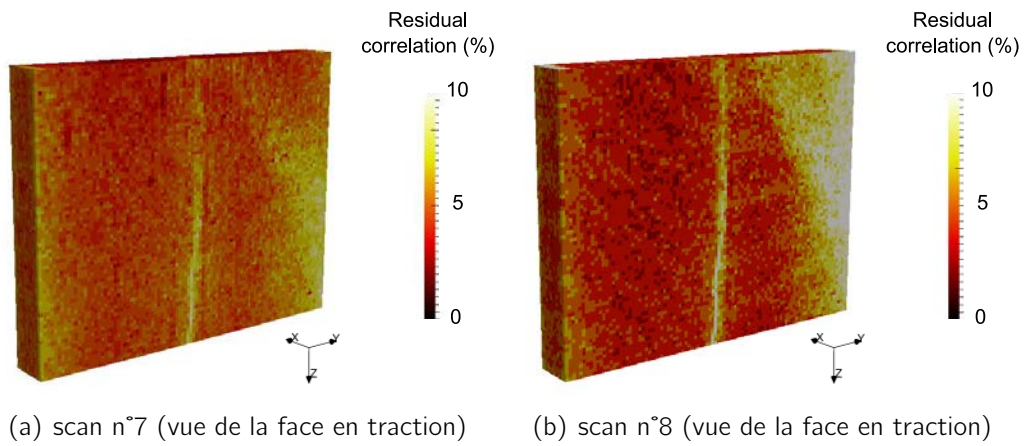 Residual
correlation (%)
10
5
0
X
Y
Z
(a) scan n°7 (vue de la face en traction)
Residual
correlation (%)
10
5
0
X
Y
Z
(b) scan n°8 (vue de la face en traction)